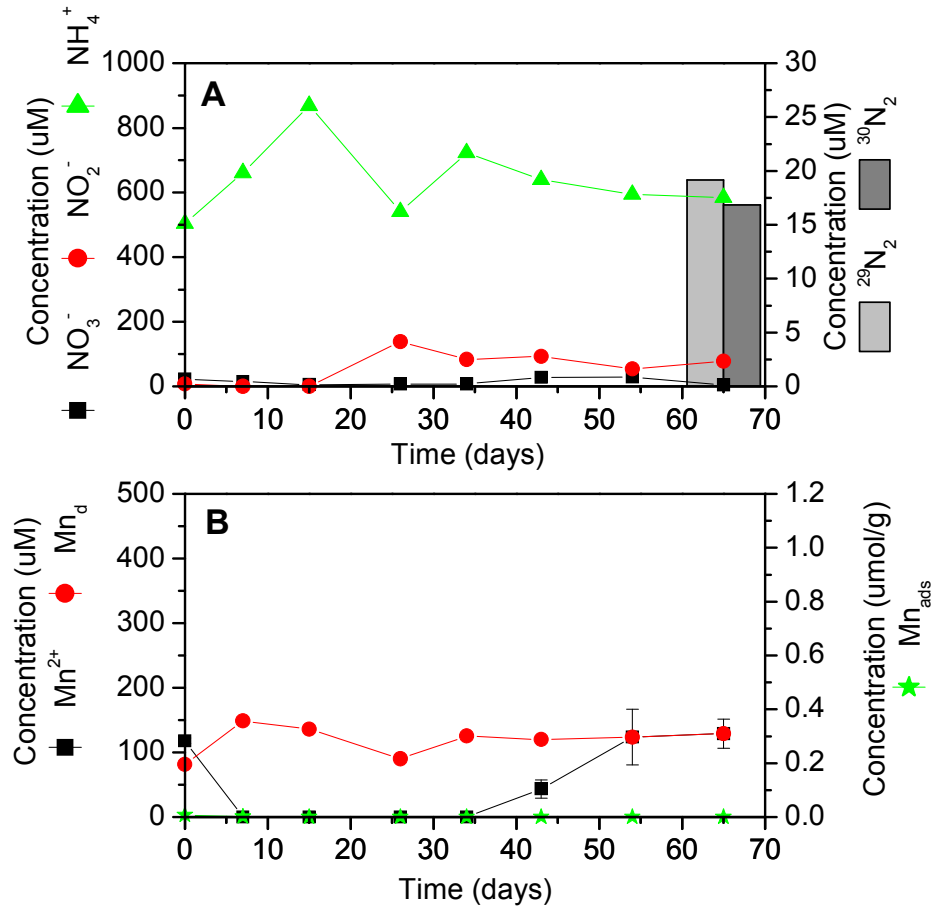 A
Concentration (uM)
NO3-
NO2-
NH4+
1000
800
600
400
200
0
30
25
20
15
10
5
0
Concentration (uM)
29N2
30N2
0 10 20 30 40 50 60 70
Time (days)
B
Concentration (uM)
Mn2+
Mnd
500
400
300
200
100
0
1.2
1.0
0.8
0.6
0.4
0.2
0.0
Concentration (umol/g)
Mnads
0 10 20 30 40 50 60 70
Time (days)